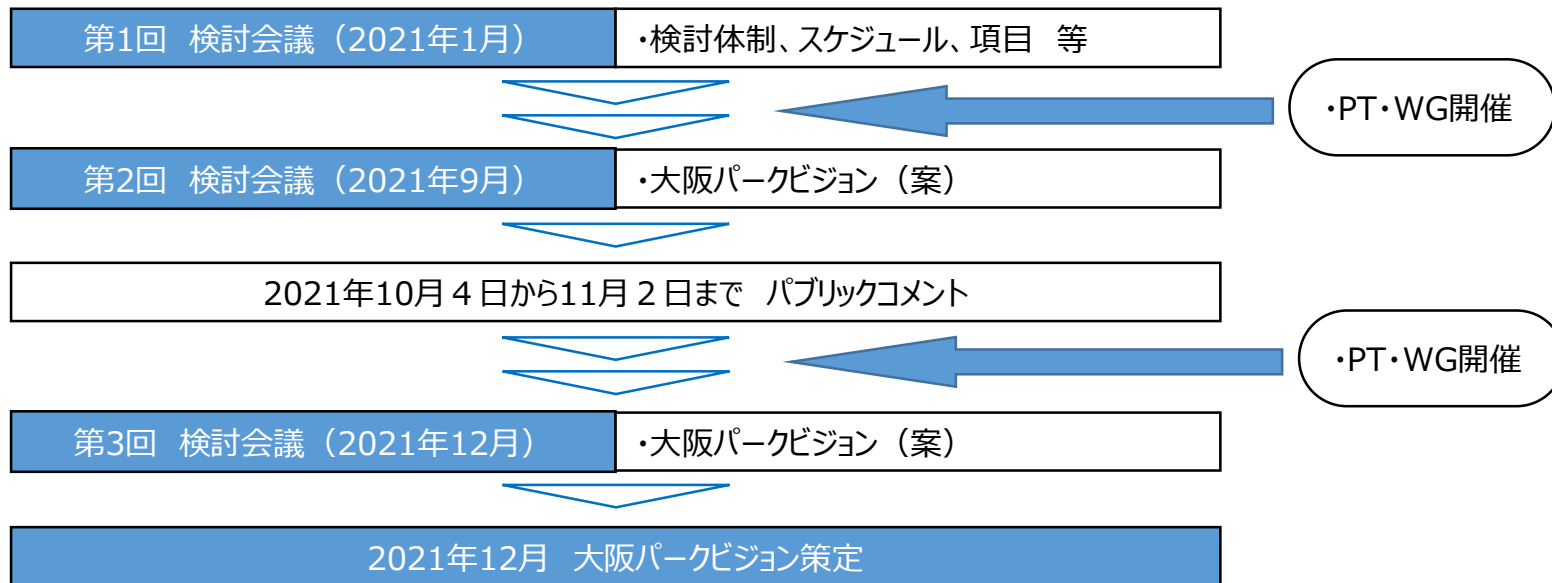 第1回　検討会議（2021年1月）
・検討体制、スケジュール、項目　等
・PT・WG開催
第2回　検討会議（2021年9月）
・大阪パークビジョン（案）
2021年10月４日から11月２日まで　パブリックコメント
・PT・WG開催
第3回　検討会議（2021年12月）
・大阪パークビジョン（案）
2021年12月　大阪パークビジョン策定